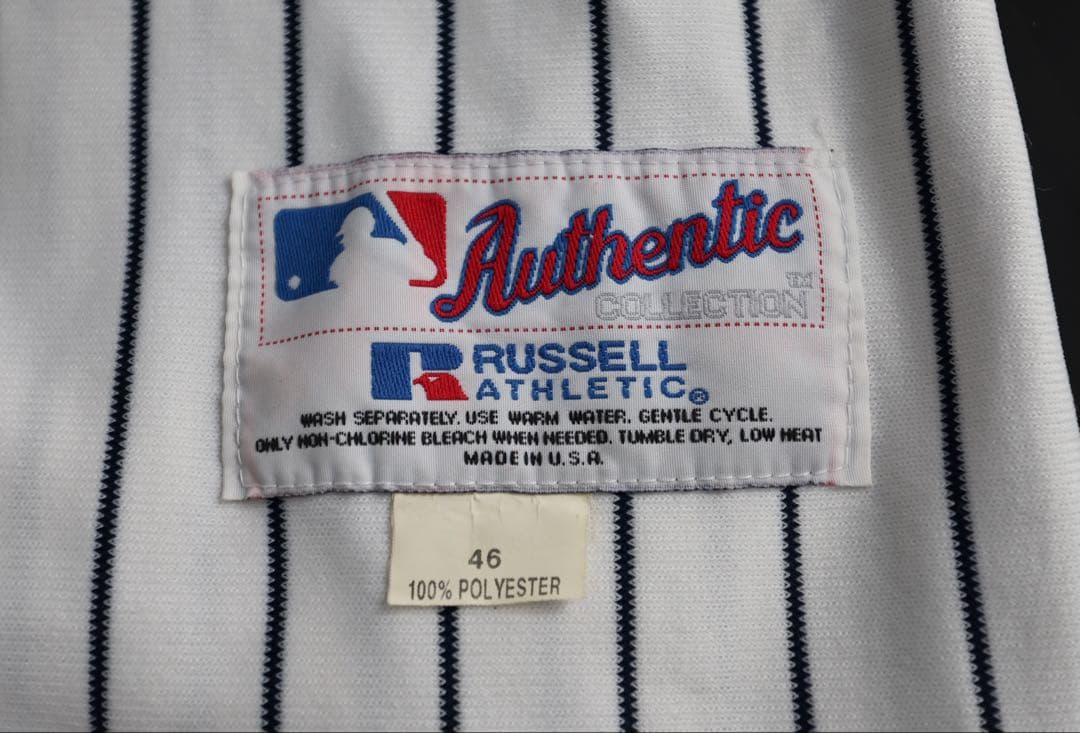 Authentic
COLLECTION™
RUSSELL
ATHLETIC®
WASH SEPARATELY. USE WARM WATER. GENTLE CYCLE.
ONLY NON-CHLORINE BLEACH WHEN NEEDED. TUMBLE DRY, LOW HEAT
MADE IN U.S.A.
46
100% POLYESTER